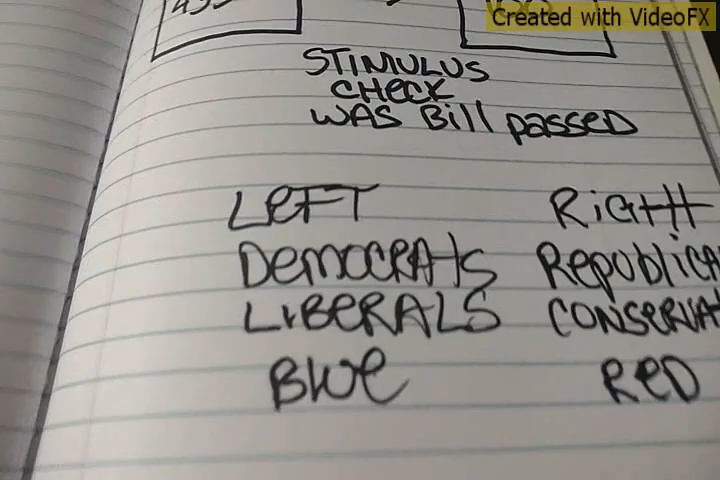 Created with VideoFX
STIMULUS
CHECK
WAS Bill passED
LEFT RiGHt
DEMOCRAtS
LIBERALS
BLUE RED